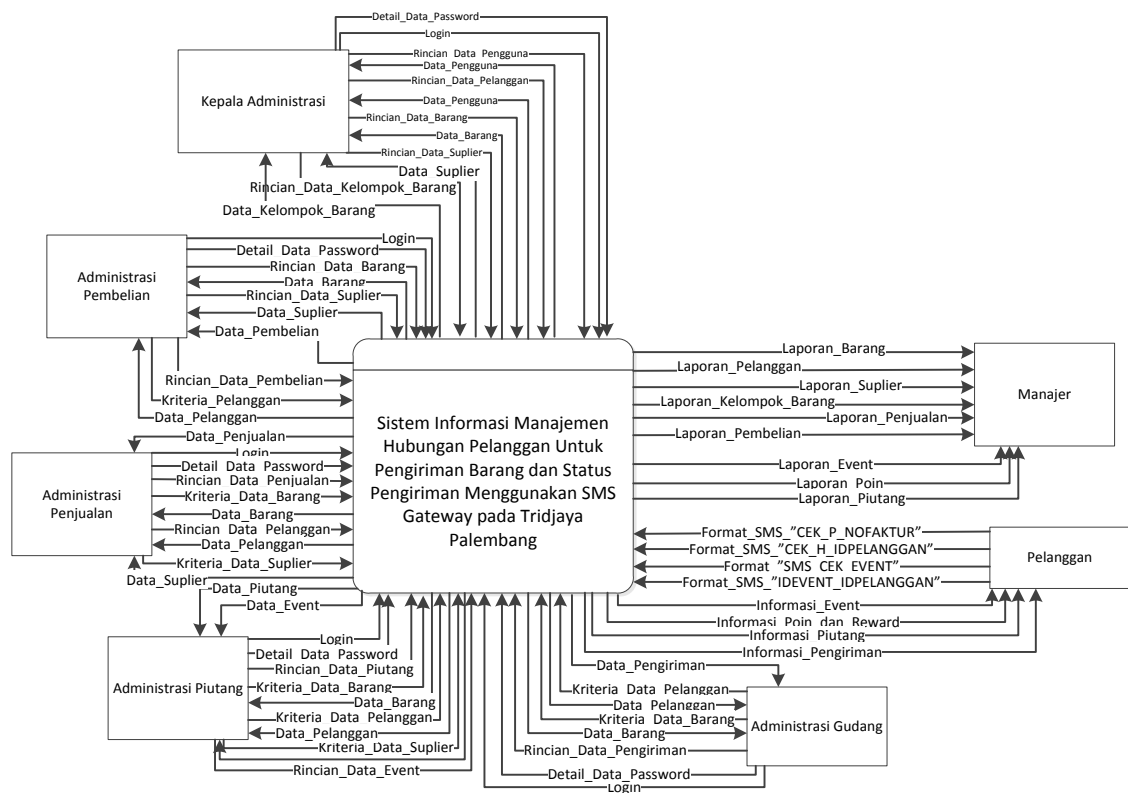 Detail_Data_Password
Login
Rincian_Data_Pengguna
Data_Pengguna
Rincian_Data_Pelanggan
Data_Pengguna
Rincian_Data_Barang
Data_Barang
Rincian_Data_Suplier
Data_Suplier
Rincian_Data_Kelompok_Barang
Data_Kelompok_Barang
Kepala Administrasi
Login
Detail_Data_Password
Rincian_Data_Barang
Data_Barang
Rincian_Data_Suplier
Data_Suplier
Data_Pembelian
Administrasi
Pembelian
Rincian_Data_Pembelian
Kriteria_Pelanggan
Data_Pelanggan
Data_Penjualan
Login
Detail_Data_Password
Rincian_Data_Penjualan
Kriteria_Data_Barang
Data_Barang
Rincian_Data_Pelanggan
Data_Pelanggan
Kriteria_Data_Suplier
Data_Suplier
Administrasi
Penjualan
Sistem Informasi Manajemen
Hubungan Pelanggan Untuk
Pengiriman Barang dan Status
Pengiriman Menggunakan SMS
Gateway pada Tridjaya
Palembang
Laporan_Barang
Laporan_Pelanggan
Laporan_Suplier
Laporan_Kelompok_Barang
Laporan_Penjualan
Laporan_Pembelian
Laporan_Event
Laporan_Poin
Laporan_Piutang
Manajer
Format_SMS_”CEK_P_NOFAKTUR”
Format_SMS_”CEK_H_IDPELANGGAN”
Format_”SMS_CEK_EVENT”
Format_SMS_”IDEVENT_IDPELANGGAN”
Pelanggan
Informasi_Event
Informasi_Poin_dan_Reward
Informasi_Piutang
Informasi_Pengiriman
Data_Piutang
Data_Event
Login
Detail_Data_Password
Rincian_Data_Piutang
Kriteria_Data_Barang
Data_Barang
Kriteria_Data_Pelanggan
Data_Pelanggan
Kriteria_Data_Suplier
Rincian_Data_Event
Administrasi Piutang
Data_Pengiriman
Kriteria_Data_Pelanggan
Data_Pelanggan
Kriteria_Data_Barang
Data_Barang
Rincian_Data_Pengiriman
Detail_Data_Password
Login
Administrasi Gudang